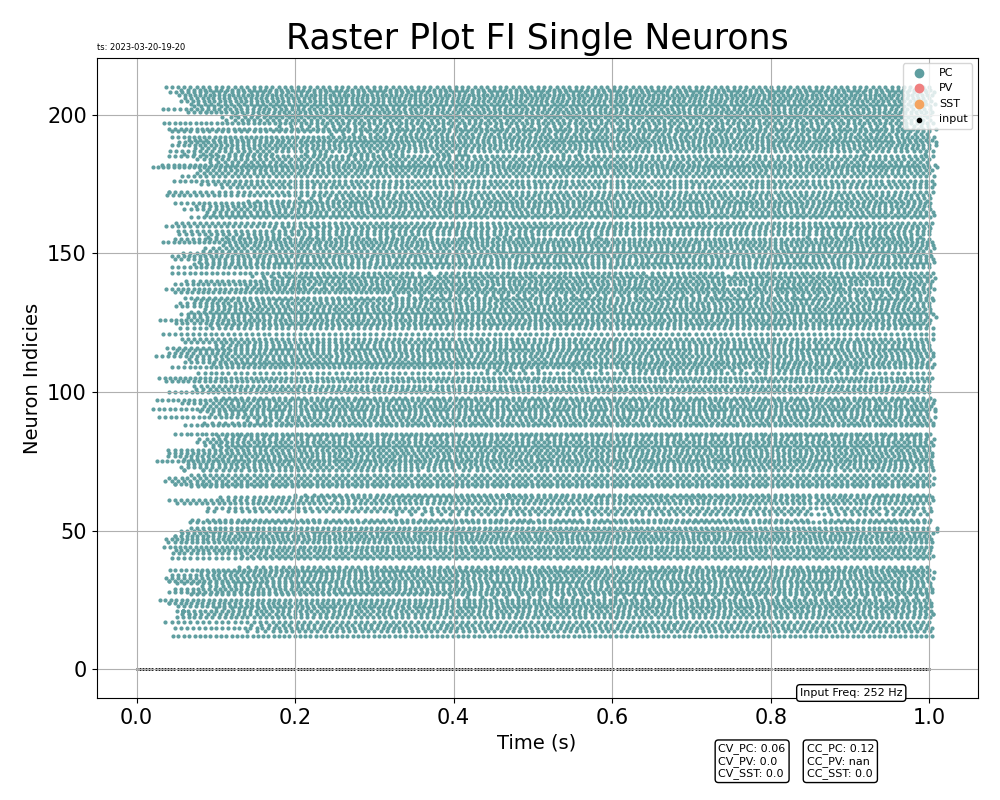 Raster Plot FI Single Neurons
ts: 2023-03-20-19-20
PC
PV
SST
input
Neuron Indicies
200
150
100
50
0
0.0 0.2 0.4 0.6 0.8 1.0
Time (s)
Input Freq: 252 Hz
CV_PC: 0.06
CV_PV: 0.0
CV_SST: 0.0
CC_PC: 0.12
CC_PV: nan
CC_SST: 0.0